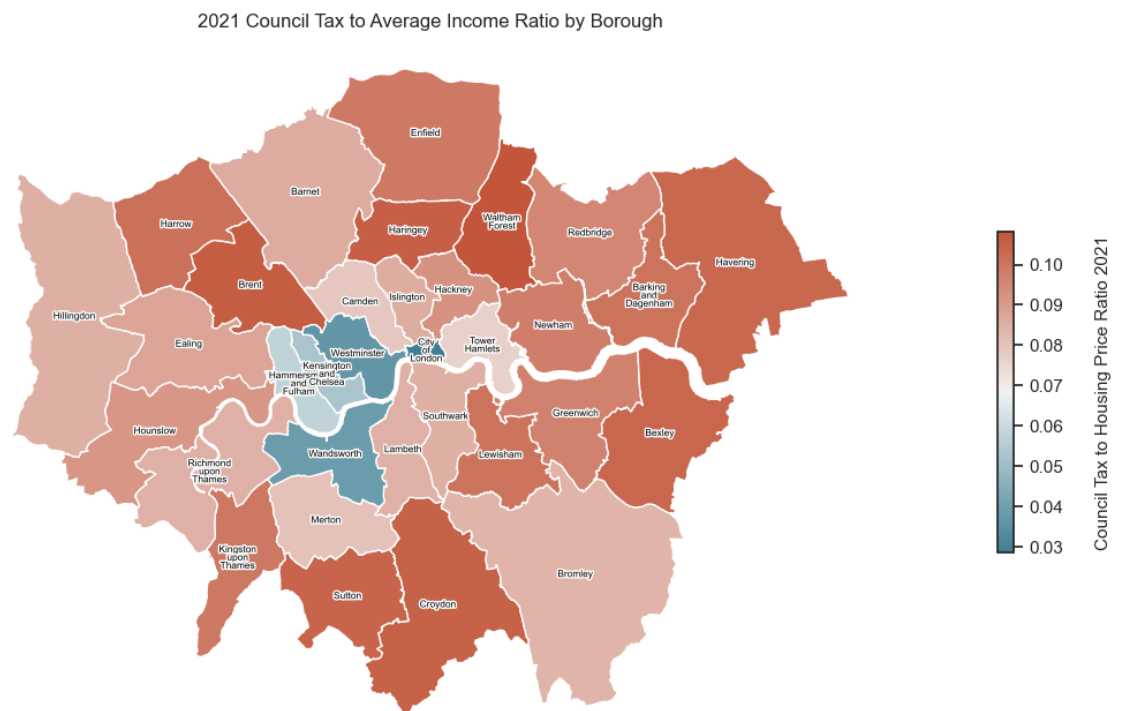 2021 Council Tax to Average Income Ratio by Borough
Enfield
Barnet
Waltham
Forest
Harrow
Haringey
Redbridge
Havering
Brent
Barking
and
Dagenham
Hackney
Islington
Camden
Hillingdon
Newham
Ealing
Tower
Hamlets
City
of
London
Westminster
Kensington
and
Chelsea
Hammers
and
Fulham
Greenwich
Southwark
Hounslow
Bexley
Lambeth
Wandsworth
Lewisham
Richmond
upon
Thames
Merton
Kingston
upon
Thames
Bromley
Sutton
Croydon
0.10
0.09
0.08
0.07
0.06
0.05
0.04
0.03
Council Tax to Housing Price Ratio 2021